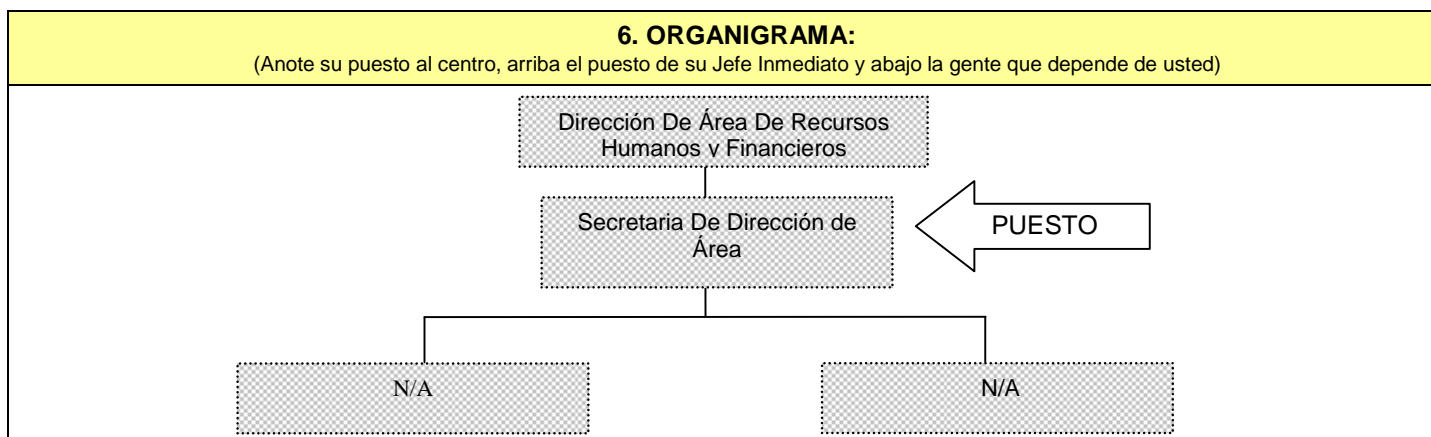 6. ORGANIGRAMA:
(Anote su puesto al centro, arriba el puesto de su Jefe Inmediato y abajo la gente que depende de usted)
Dirección De Área De Recursos
Humanos y Financieros
Secretaria De Dirección de
Área
PUESTO
N/A
N/A